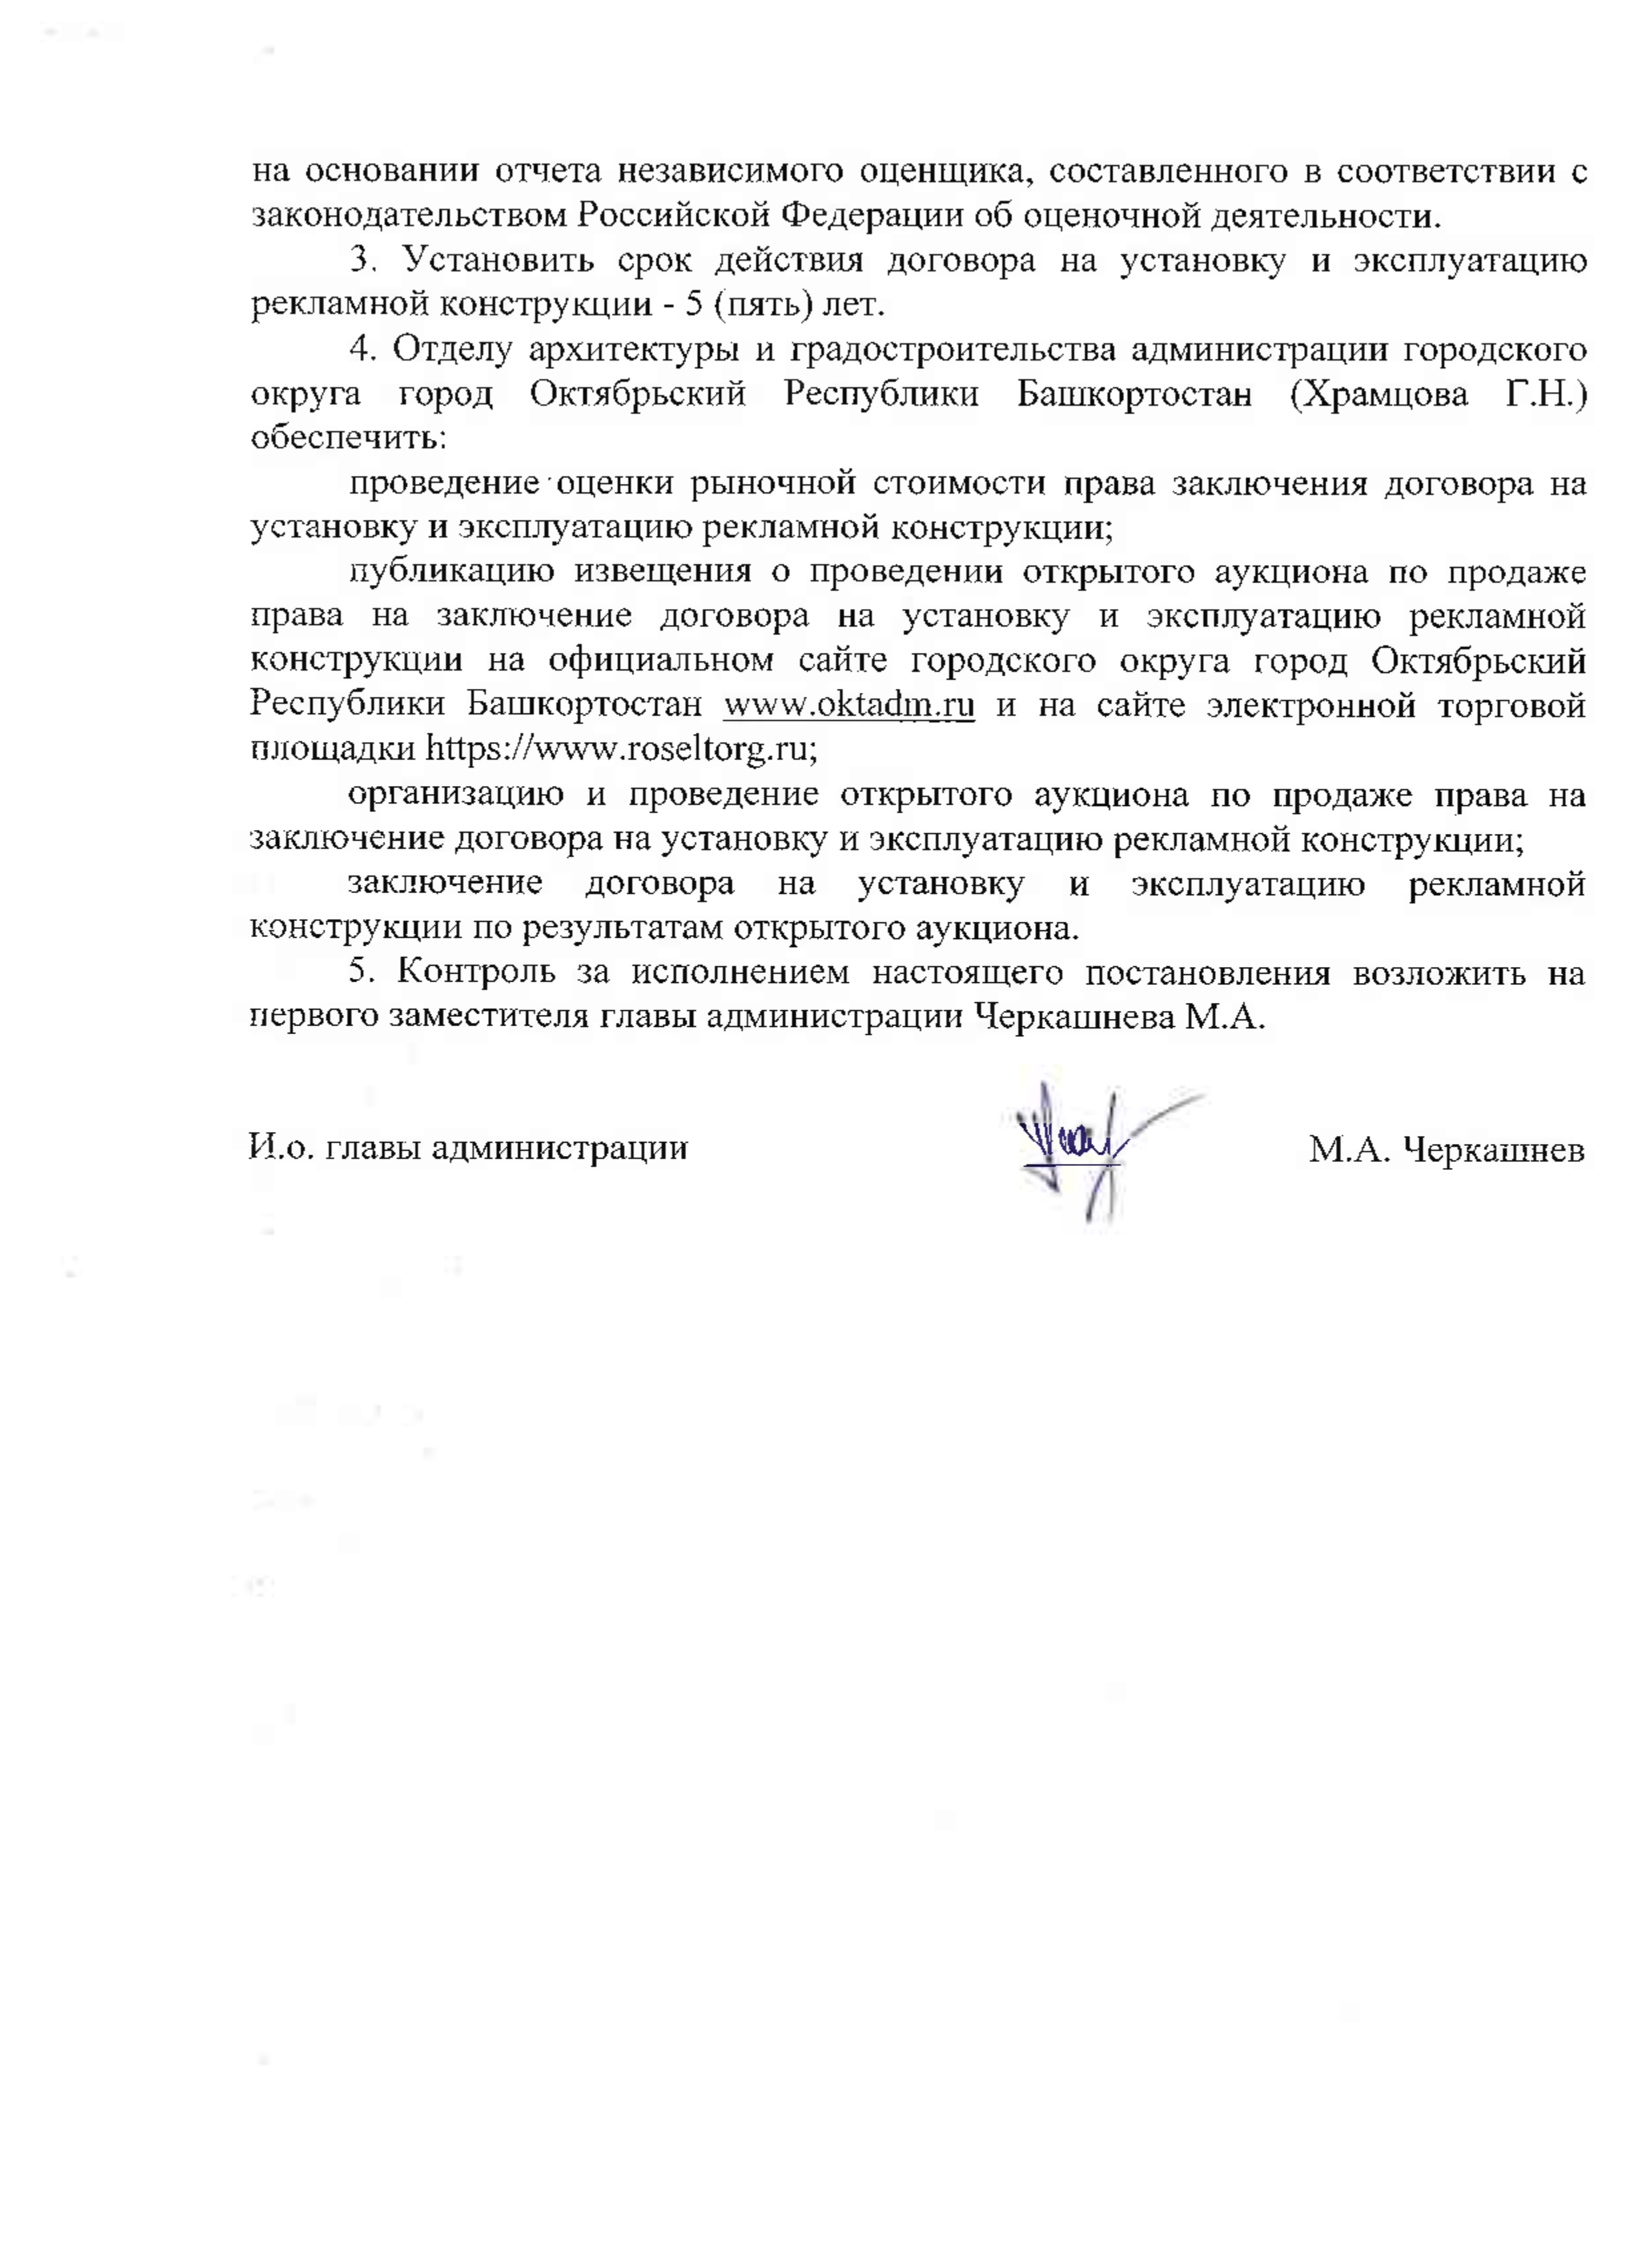 на основании отчета независимого оценщика, составленного в соответствии с
законодательством Российской Федерации об оценочной деятельности.
3. Установить срок действия договора на установку и эксплуатацию
рекламной конструкции - 5 (пять) лет.
4. Отделу архитектуры и градостроительства администрации городского
округа город Октябрьский Республики Башкортостан (Храмцова Г.Н.)
обеспечить:
проведение оценки рыночной стоимости права заключения договора на
установку и эксплуатацию рекламной конструкции;
публикацию извещения о проведении открытого аукциона по продаже
права на заключение договора на установку и эксплуатацию рекламной
конструкции на официальном сайте городского округа город Октябрьский
Республики Башкортостан www.oktadm.ru и на сайте электронной торговой
площадки https://www.roseltorg.ru;
организацию и проведение открытого аукциона по продаже права на
заключение договора на установку и эксплуатацию рекламной конструкции;
заключение договора на установку и эксплуатацию рекламной
конструкции по результатам открытого аукциона.
5. Контроль за исполнением настоящего постановления возложить на
первого заместителя главы администрации Черкашнева М.А.
И.о. главы администрации М.А. Черкашнев